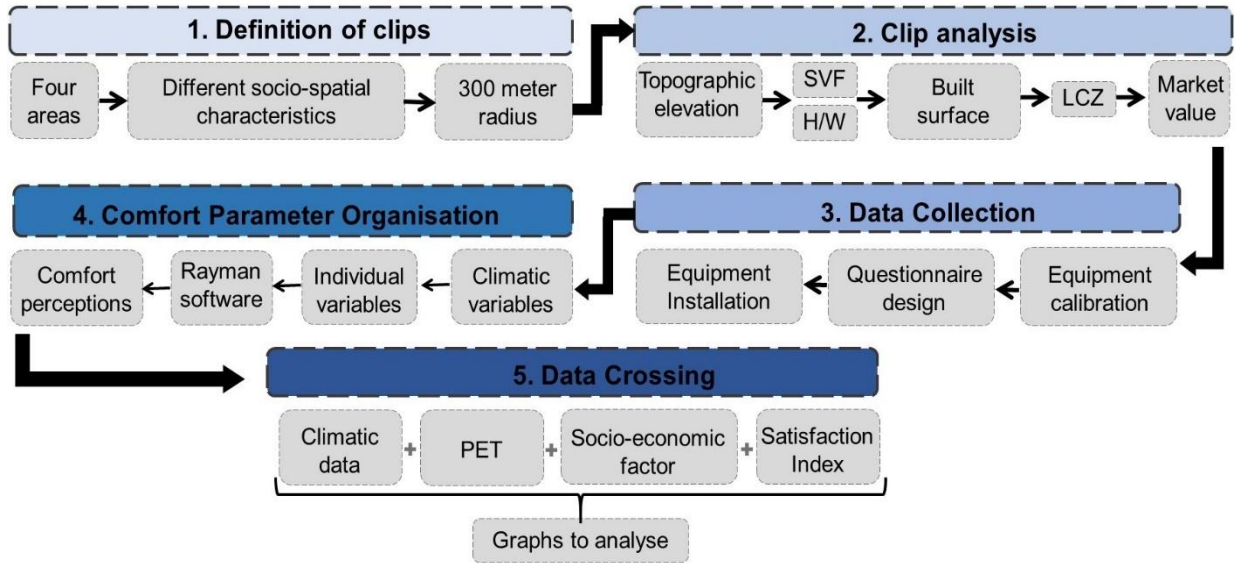 1. Definition of clips
Four
areas
Different socio-spatial
characteristics
300 meter
radius
2. Clip analysis
Topographic
elevation
SVF
H/W
Built
surface
LCZ
Market
value
3. Data Collection
Equipment
calibration
Questionnaire
design
Equipment
Installation
4. Comfort Parameter Organisation
Climatic
variables
Individual
variables
Rayman
software
Comfort
perceptions
5. Data Crossing
Climatic
data
+
PET
+
Socio-economic
factor
+
Satisfaction
Index
Graphs to analyse